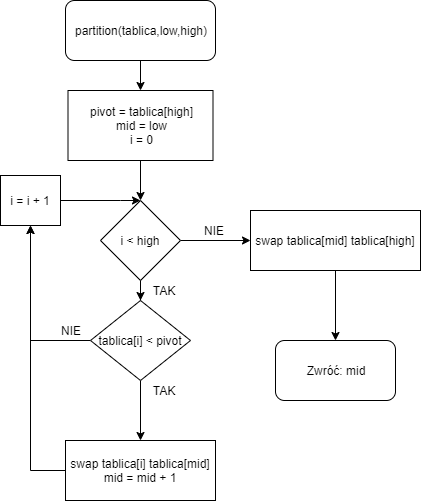 partition(tablica,low,high)
pivot = tablica[high]
mid = low
i = 0
i = i + 1
i < high
NIE
swap tablica[mid] tablica[high]
TAK
NIE
tablica[i] < pivot
Zwróć: mid
TAK
swap tablica[i] tablica[mid]
mid = mid + 1